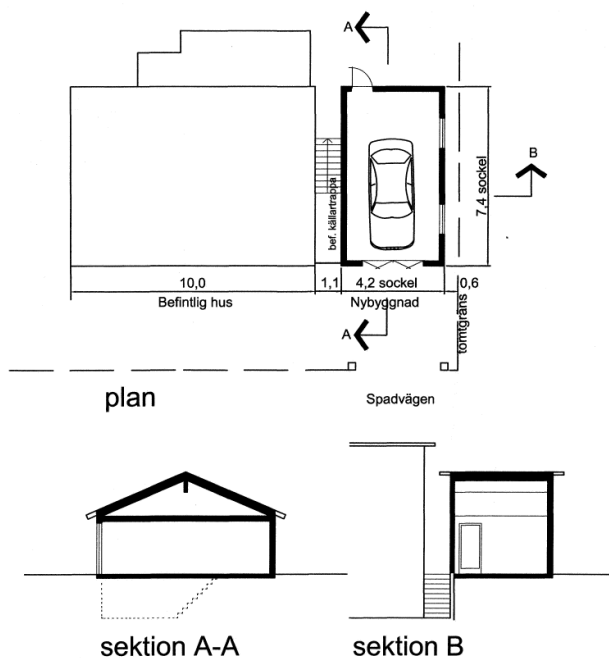 A
B
7,4 sockel
bef. källartrappa
10,0
1,1
4,2 sockel
0,6
Befintlig hus
Nybyggnad
tomtgräns
A
plan
Spadvägen
sektion A-A
sektion B